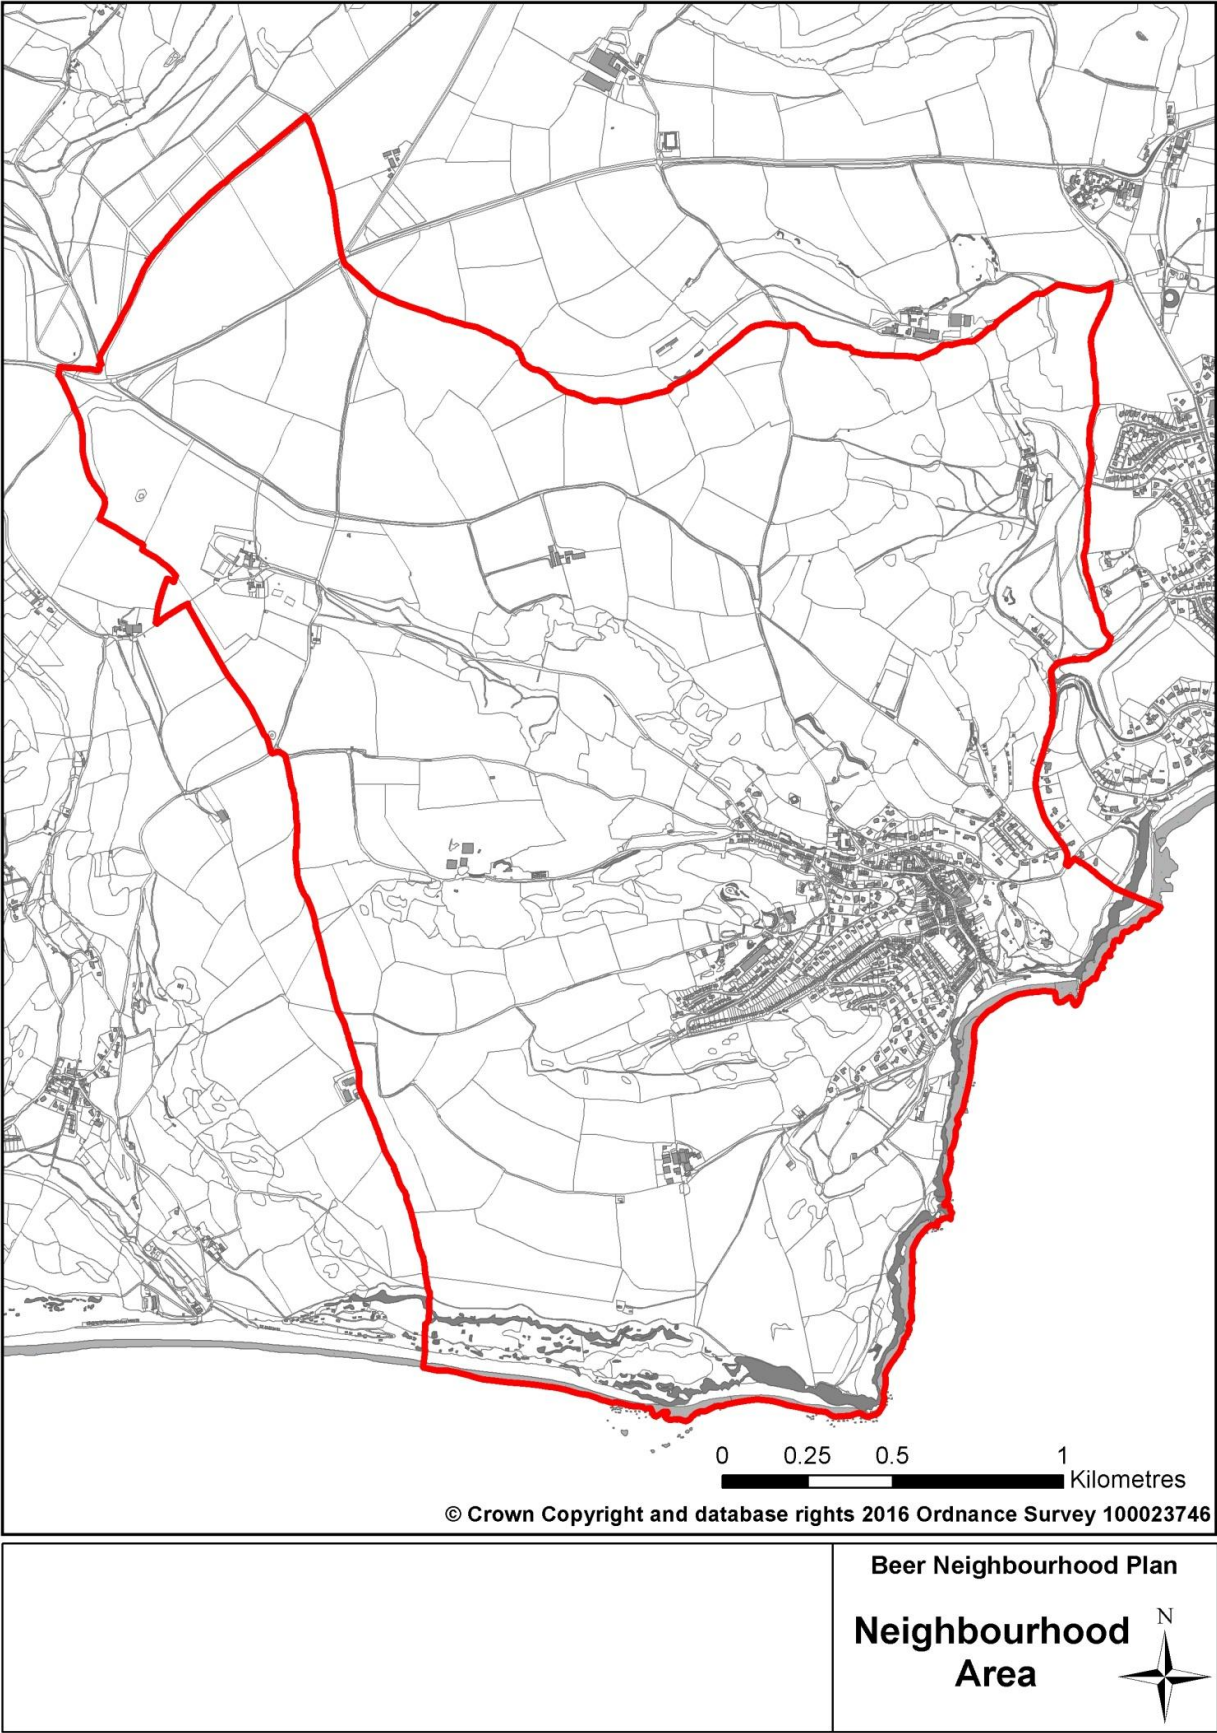 0 0.25 0.5 1
Kilometres
© Crown Copyright and database rights 2016 Ordnance Survey 100023746
Beer Neighbourhood Plan
Neighbourhood
Area
N